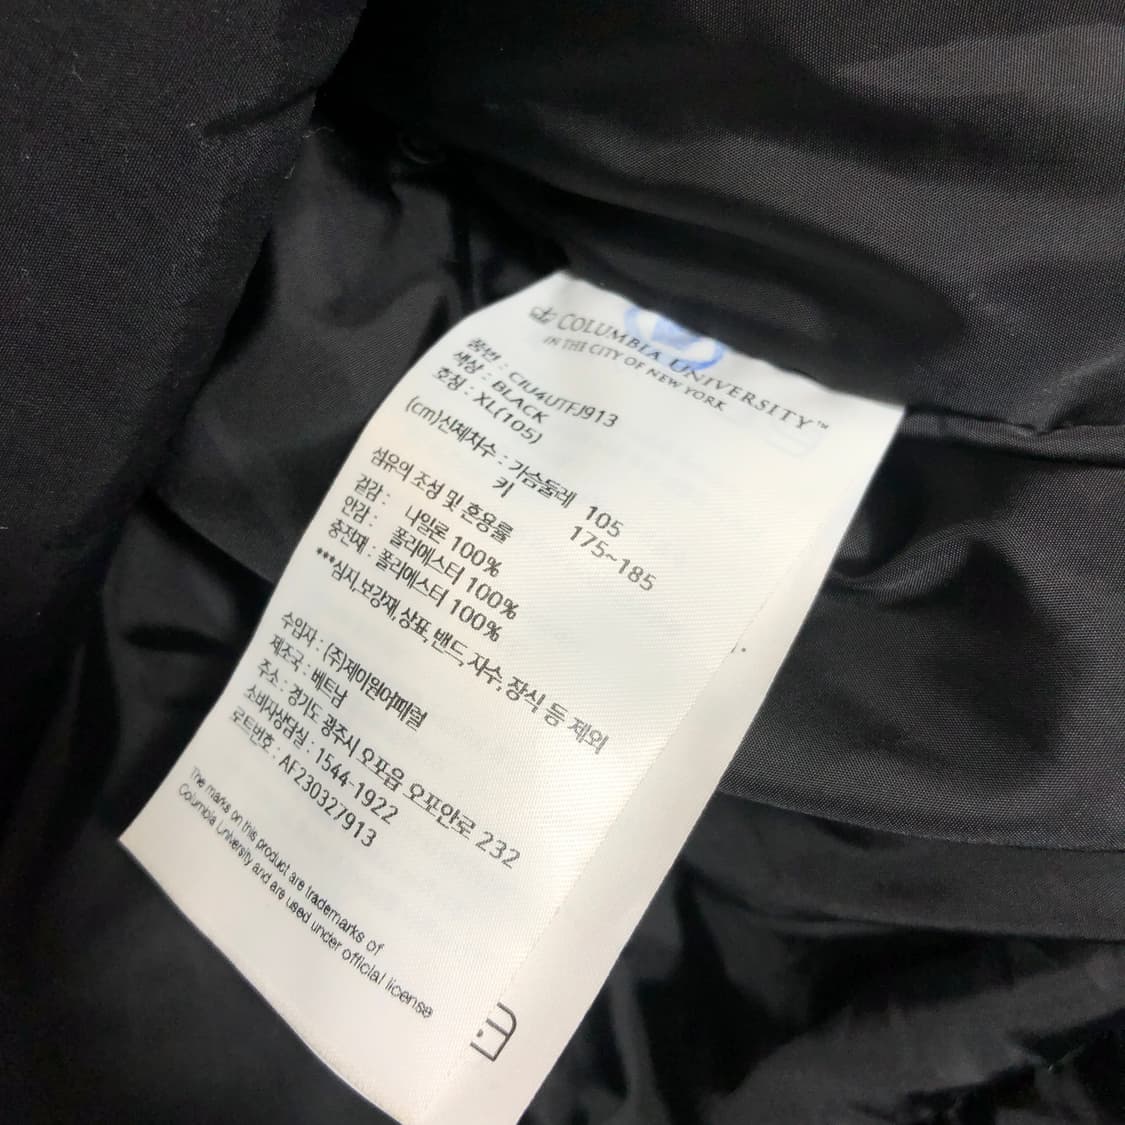 COLUMBIA UNIVERSITY™
IN THE CITY OF NEW YORK
품번 : CIU4UTFJ913
색상 : BLACK
호칭 : XL(105)
(cm)신체치수 : 가슴둘레 105
키 175~185
섬유의 조성 및 혼용률
겉감 : 나일론 100%
안감 : 폴리에스터 100%
충전재 : 폴리에스터 100%
***심지,보강재,상표,밴드,자수,장식 등 제외
수입자 : (주)제이원어패럴
제조국 : 베트남
주소 : 경기도 광주시 오포읍 오포안로 232
소비자상담실 : 1544-1922
로트번호 : AF230327913
The marks on this product are trademarks of
Columbia University and are used under official license